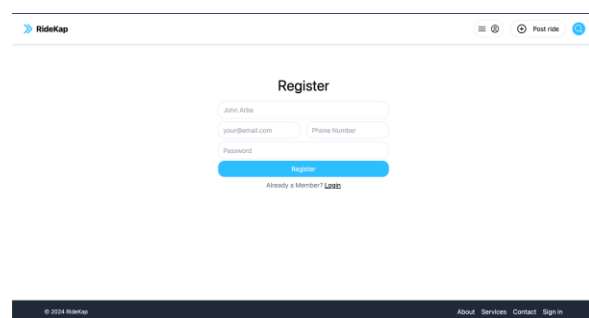 RideKap
Post ride
Register
John Artee
your@email.com Phone Number
Password
Register
Already a Member? Login
© 2024 RideKap
About Services Contact Sign in